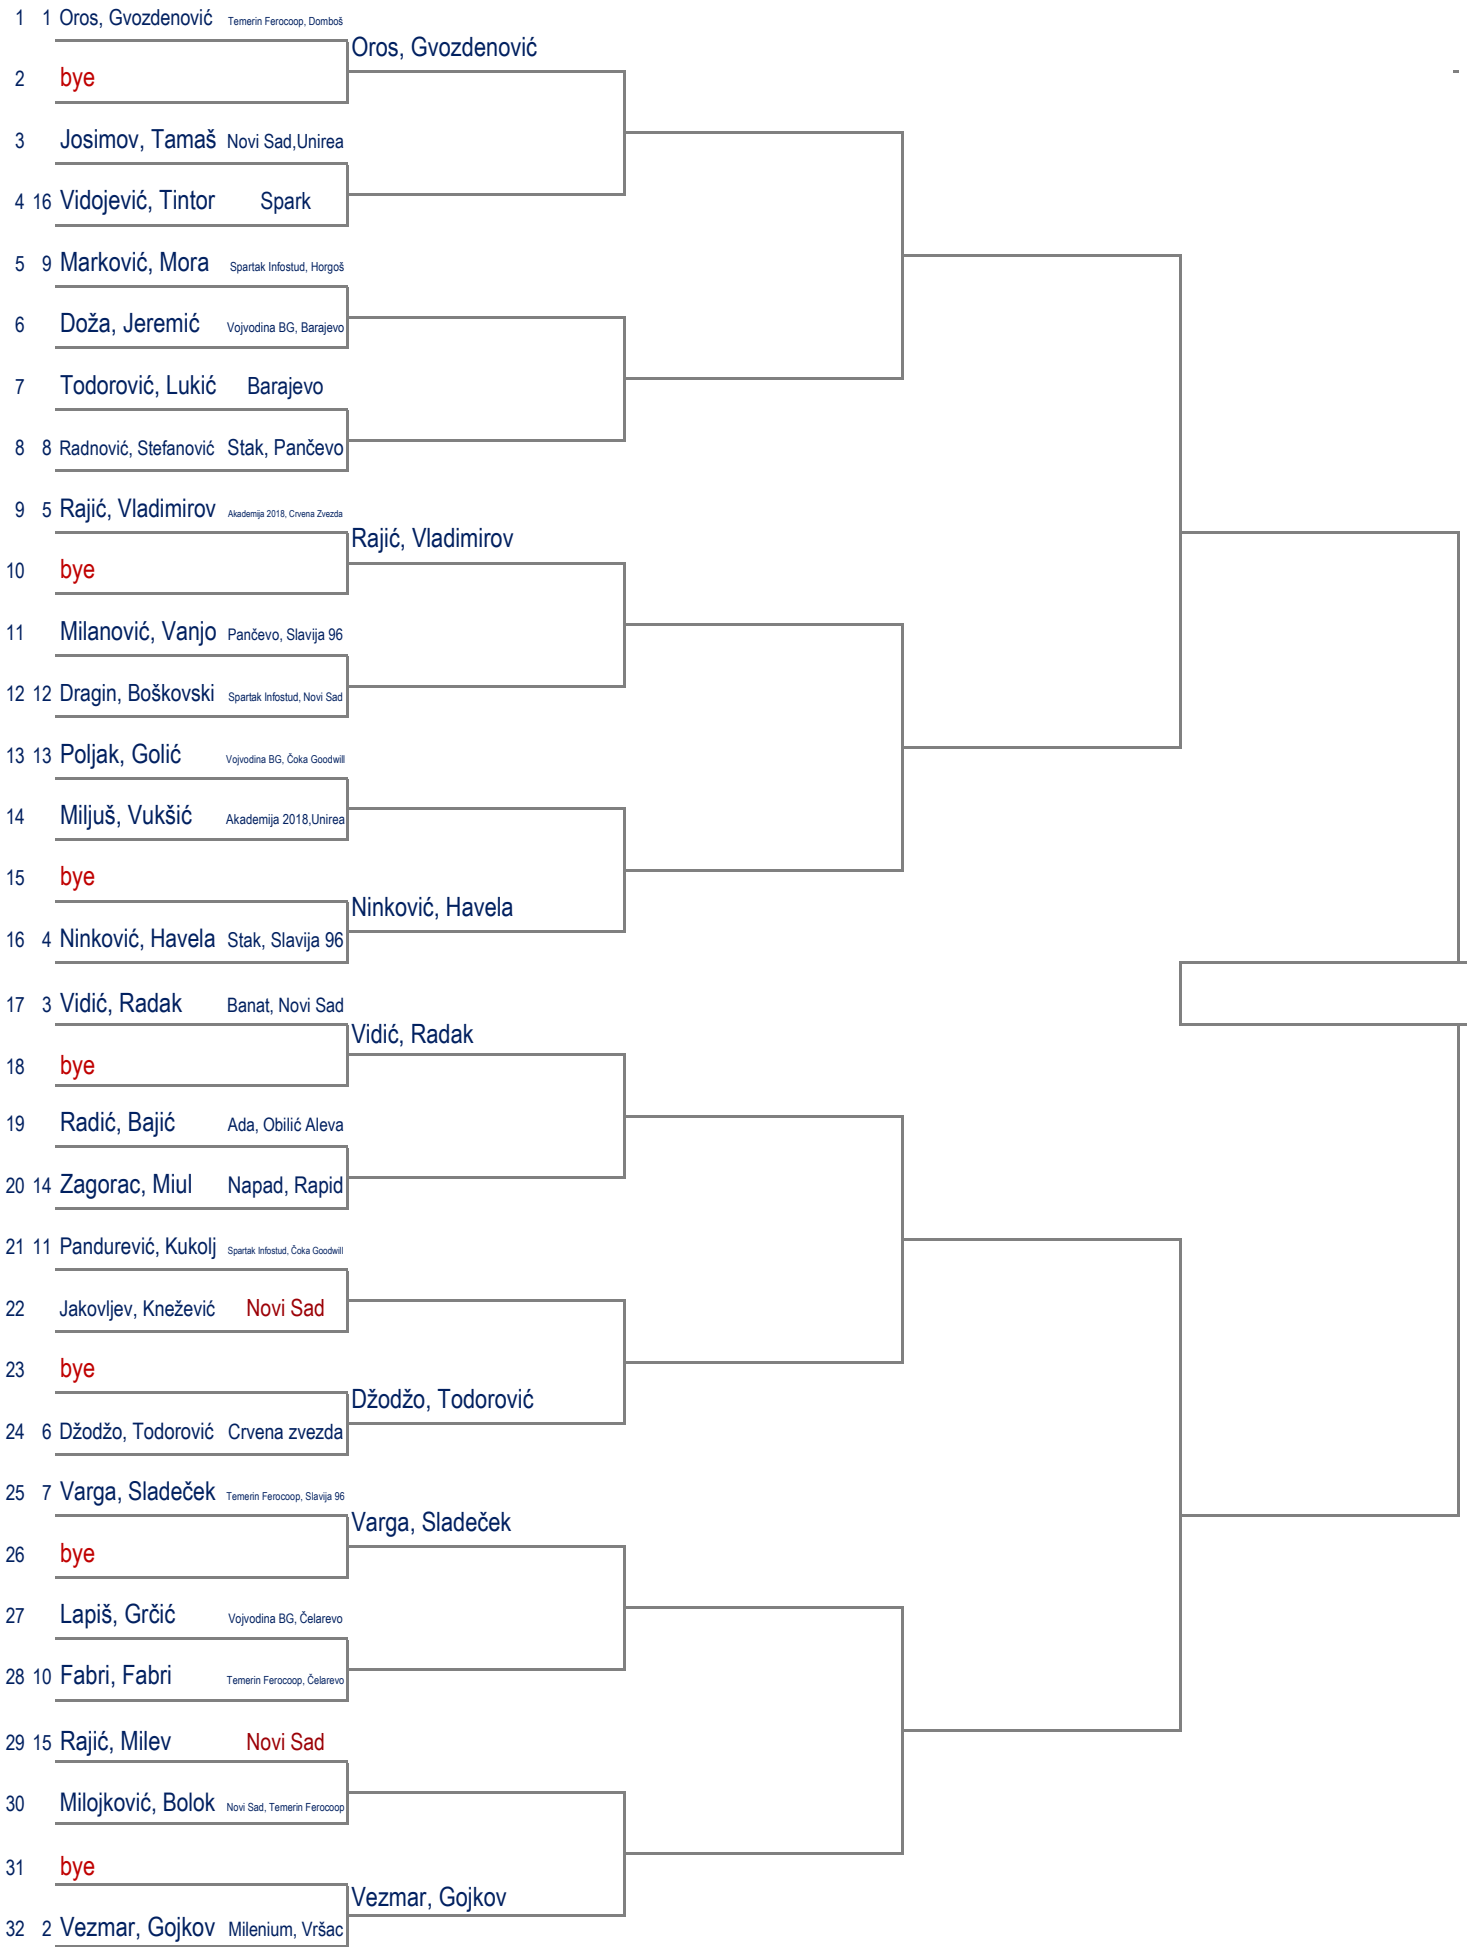 1 1 Oros, Gvozdenović Temerin Ferocoop, Domboš
Oros, Gvozdenović
2 bye
3 Josimov, Tamaš Novi Sad,Unirea
4 16 Vidojević, Tintor Spark
5 9 Marković, Mora Spartak Infostud, Horgoš
6 Doža, Jeremić Vojvodina BG, Barajevo
7 Todorović, Lukić Barajevo
8 8 Radnović, Stefanović Stak, Pančevo
9 5 Rajić, Vladimirov Akademija 2018, Crvena Zvezda
Rajić, Vladimirov
10 bye
11 Milanović, Vanjo Pančevo, Slavija 96
12 12 Dragin, Boškovski Spartak Infostud, Novi Sad
13 13 Poljak, Golić Vojvodina BG, Čoka Goodwill
14 Miljuš, Vukšić Akademija 2018,Unirea
15 bye
Ninković, Havela
16 4 Ninković, Havela Stak, Slavija 96
17 3 Vidić, Radak Banat, Novi Sad
Vidić, Radak
18 bye
19 Radić, Bajić Ada, Obilić Aleva
20 14 Zagorac, Miul Napad, Rapid
21 11 Pandurević, Kukolj Spartak Infostud, Čoka Goodwill
22 Jakovljev, Knežević Novi Sad
23 bye
Džodžo, Todorović
24 6 Džodžo, Todorović Crvena zvezda
25 7 Varga, Sladeček Temerin Ferocoop, Slavija 96
Varga, Sladeček
26 bye
27 Lapiš, Grčić Vojvodina BG, Čelarevo
28 10 Fabri, Fabri Temerin Ferocoop, Čelarevo
29 15 Rajić, Milev Novi Sad
30 Milojković, Bolok Novi Sad, Temerin Ferocoop
31 bye
Vezmar, Gojkov
32 2 Vezmar, Gojkov Milenium, Vršac